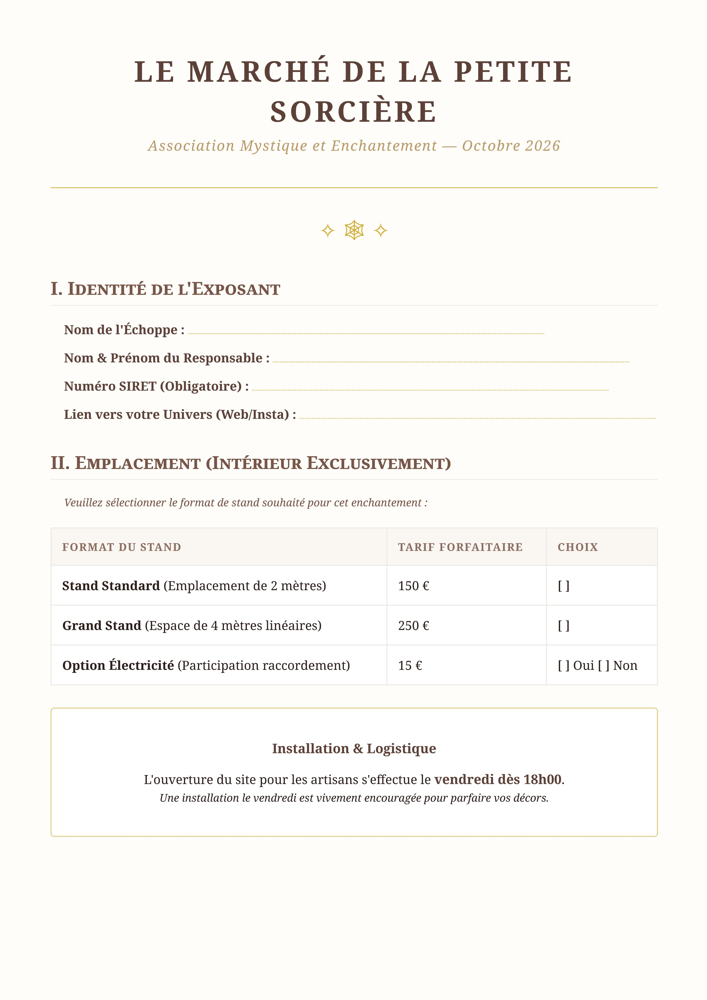 LE MARCHÉ DE LA PETITE
SORCIÈRE
Association Mystique et Enchantement — Octobre 2026
✧ 🕸 ✧
I. Identité de l'Exposant
Nom de l'Échoppe :
Nom & Prénom du Responsable :
Numéro SIRET (Obligatoire) :
Lien vers votre Univers (Web/Insta) :
II. Emplacement (Intérieur Exclusivement)
Veuillez sélectionner le format de stand souhaité pour cet enchantement :
FORMAT DU STAND TARIF FORFAITAIRE CHOIX
Stand Standard (Emplacement de 2 mètres) 150 € [ ]
Grand Stand (Espace de 4 mètres linéaires) 250 € [ ]
Option Électricité (Participation raccordement) 15 € [ ] Oui [ ] Non
Installation & Logistique
L'ouverture du site pour les artisans s'effectue le vendredi dès 18h00.
Une installation le vendredi est vivement encouragée pour parfaire vos décors.